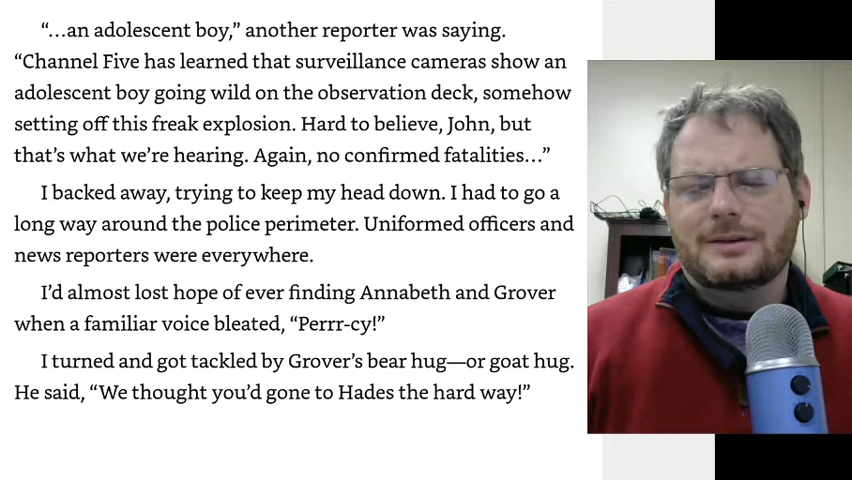 “…an adolescent boy,” another reporter was saying.
“Channel Five has learned that surveillance cameras show an
adolescent boy going wild on the observation deck, somehow
setting off this freak explosion. Hard to believe, John, but
that’s what we’re hearing. Again, no confirmed fatalities…”
I backed away, trying to keep my head down. I had to go a
long way around the police perimeter. Uniformed officers and
news reporters were everywhere.
I’d almost lost hope of ever finding Annabeth and Grover
when a familiar voice bleated, “Perrr-cy!”
I turned and got tackled by Grover’s bear hug—or goat hug.
He said, “We thought you’d gone to Hades the hard way!”